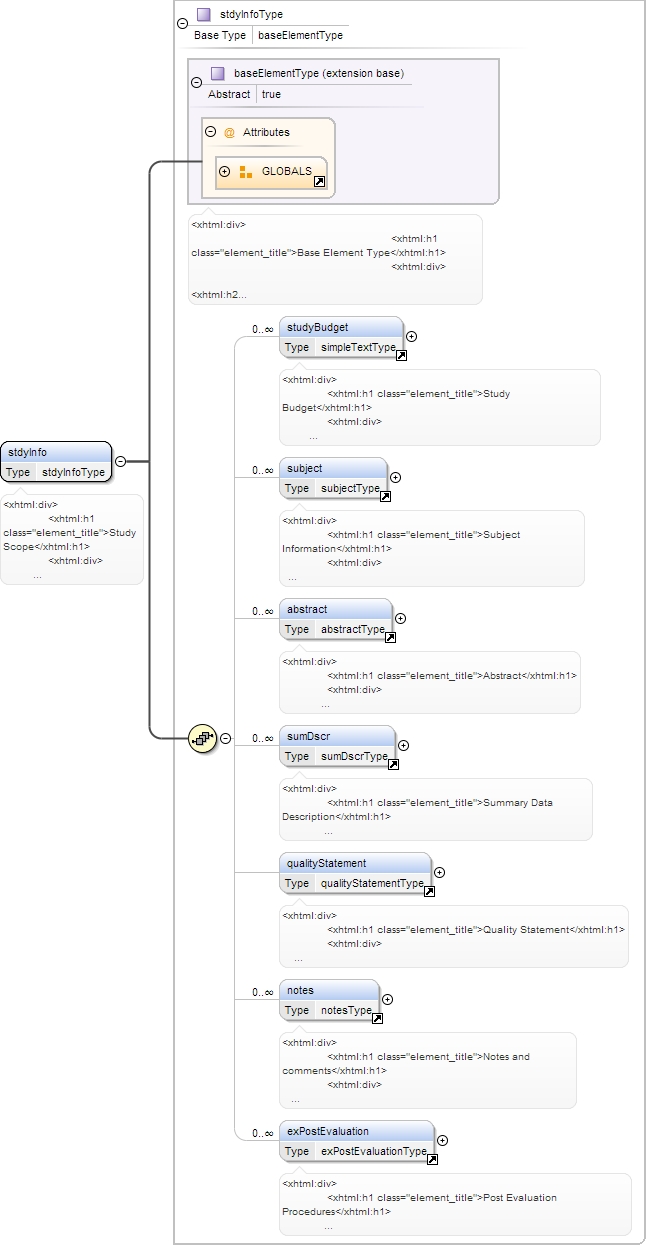 stdyInfoType
Base Type baseElementType
baseElementType (extension base)
Abstract true
@ Attributes
GLOBALS
<xhtml:div>
<xhtml:h1
class="element_title">Base Element Type</xhtml:h1>
<xhtml:div>
<xhtml:h2...
0..∞ studyBudget
Type simpleTextType
<xhtml:div>
<xhtml:h1 class="element_title">Study
Budget</xhtml:h1>
<xhtml:div>
...
stdyInfo
Type stdyInfoType
<xhtml:div>
<xhtml:h1
class="element_title">Study
Scope</xhtml:h1>
<xhtml:div>
...
0..∞ subject
Type subjectType
<xhtml:div>
<xhtml:h1 class="element_title">Subject
Information</xhtml:h1>
<xhtml:div>
...
0..∞ abstract
Type abstractType
<xhtml:div>
<xhtml:h1 class="element_title">Abstract</xhtml:h1>
<xhtml:div>
...
0..∞ sumDscr
Type sumDscrType
<xhtml:div>
<xhtml:h1 class="element_title">Summary Data
Description</xhtml:h1>
...
qualityStatement
Type qualityStatementType
<xhtml:div>
<xhtml:h1 class="element_title">Quality Statement</xhtml:h1>
<xhtml:div>
...
0..∞ notes
Type notesType
<xhtml:div>
<xhtml:h1 class="element_title">Notes and
comments</xhtml:h1>
<xhtml:div>
...
0..∞ exPostEvaluation
Type exPostEvaluationType
<xhtml:div>
<xhtml:h1 class="element_title">Post Evaluation
Procedures</xhtml:h1>
...